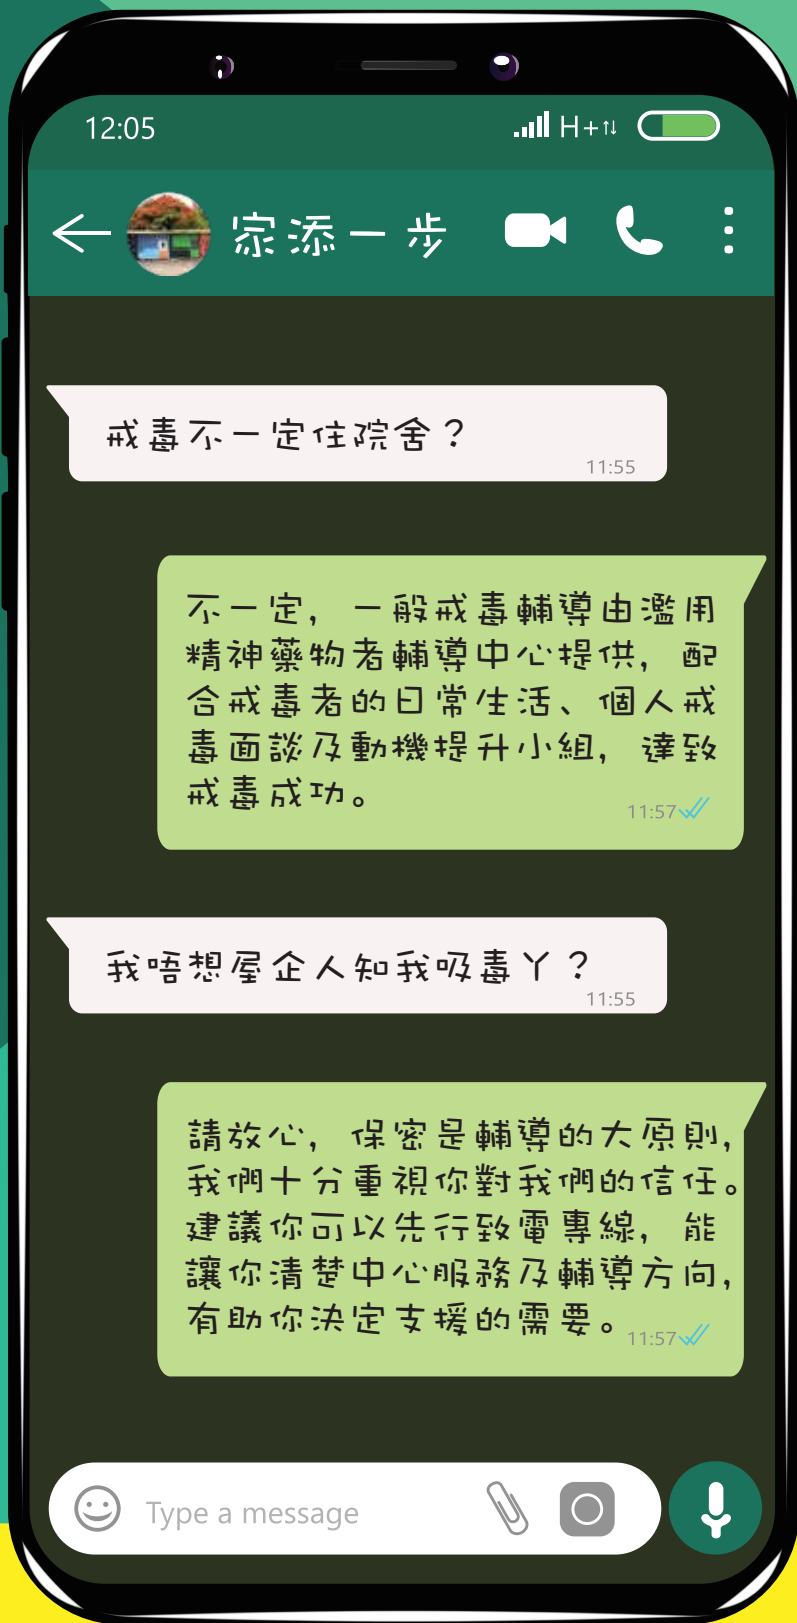 12:05
H+
家添一步
戒毒不一定住院舍？
11:55
不一定，一般戒毒輔導由濫用
精神藥物者輔導中心提供，配
合戒毒者的日常生活、個人戒
毒面談及動機提升小組，達致
戒毒成功。
11:57
我唔想屋企人知我吸毒丫？
11:55
請放心，保密是輔導的大原則，
我們十分重視你對我們的信任。
建議你可以先行致電專線，能
讓你清楚中心服務及輔導方向，
有助你決定支援的需要。
11:57
Type a message